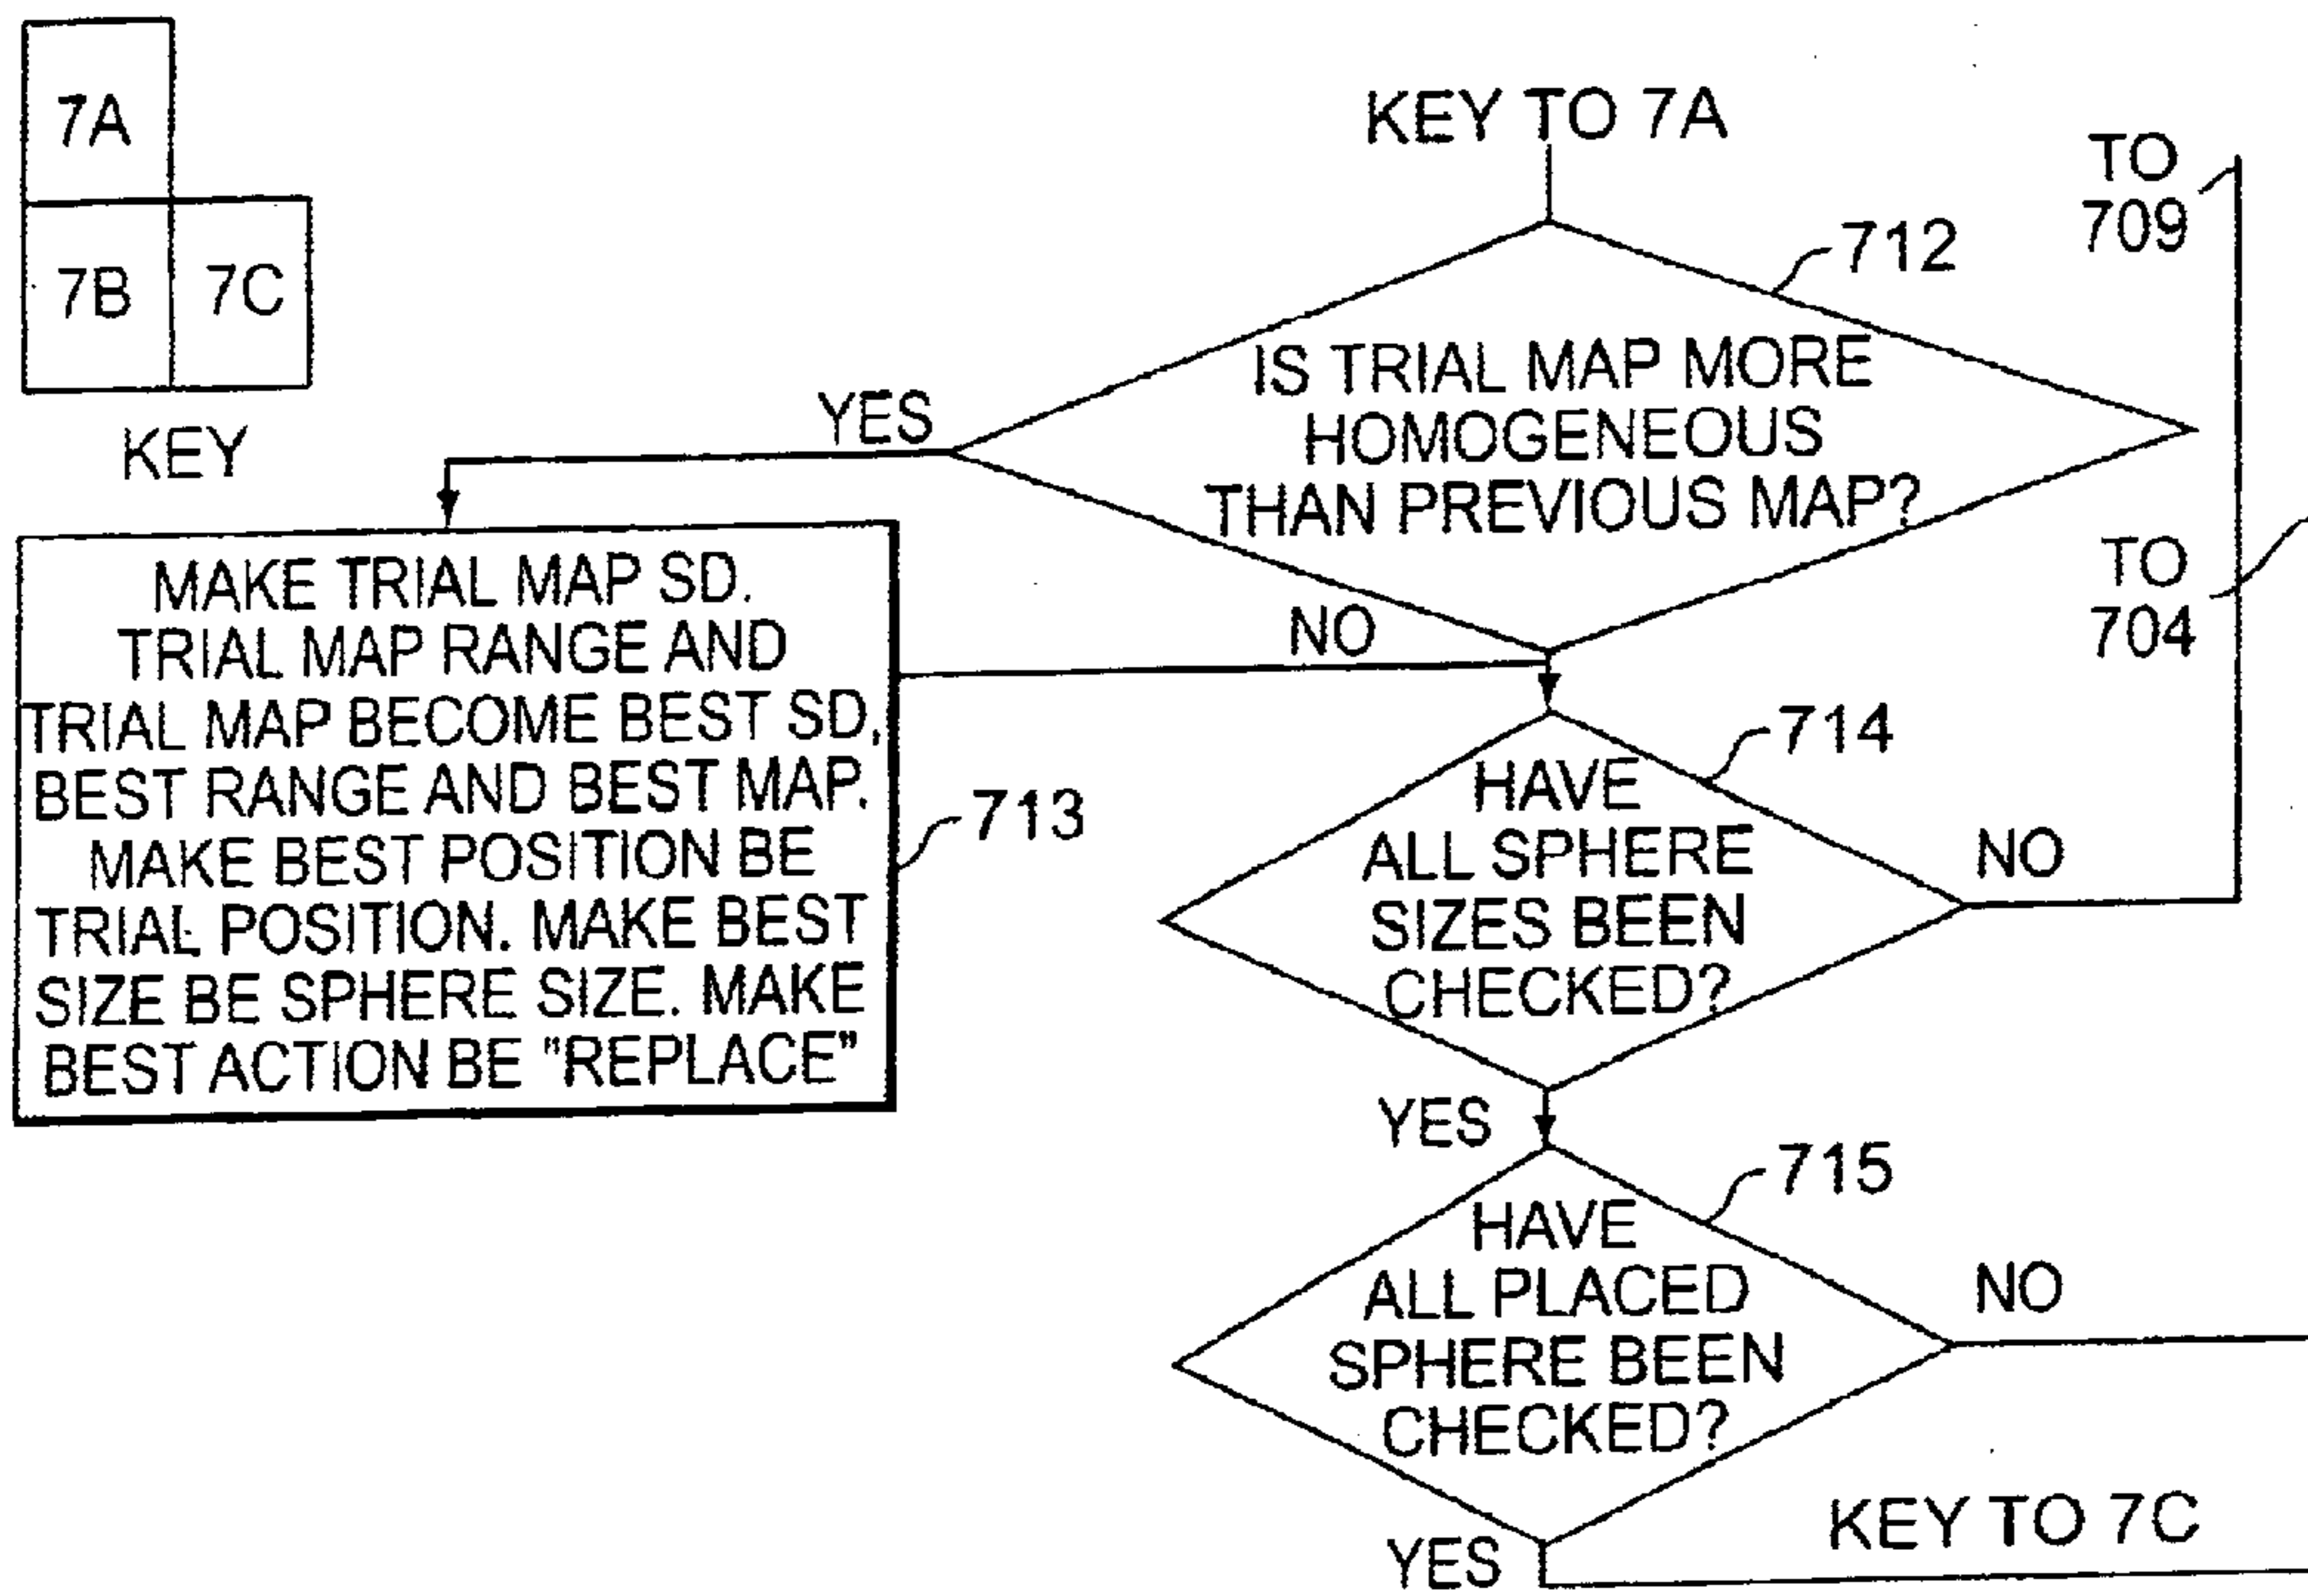 7A
7B
7C
KEY
KEY TO 7A
TO
709
712
IS TRIAL MAP MORE
HOMOGENEOUS
THAN PREVIOUS MAP?
YES
NO
TO
704
MAKE TRIAL MAP SD.
TRIAL MAP RANGE AND
TRIAL MAP BECOME BEST SD,
BEST RANGE AND BEST MAP.
MAKE BEST POSITION BE
TRIAL POSITION. MAKE BEST
SIZE BE SPHERE SIZE. MAKE
BEST ACTION BE "REPLACE"
713
714
HAVE
ALL SPHERE
SIZES BEEN
CHECKED?
NO
YES
715
HAVE
ALL PLACED
SPHERE BEEN
CHECKED?
NO
YES
KEY TO 7C